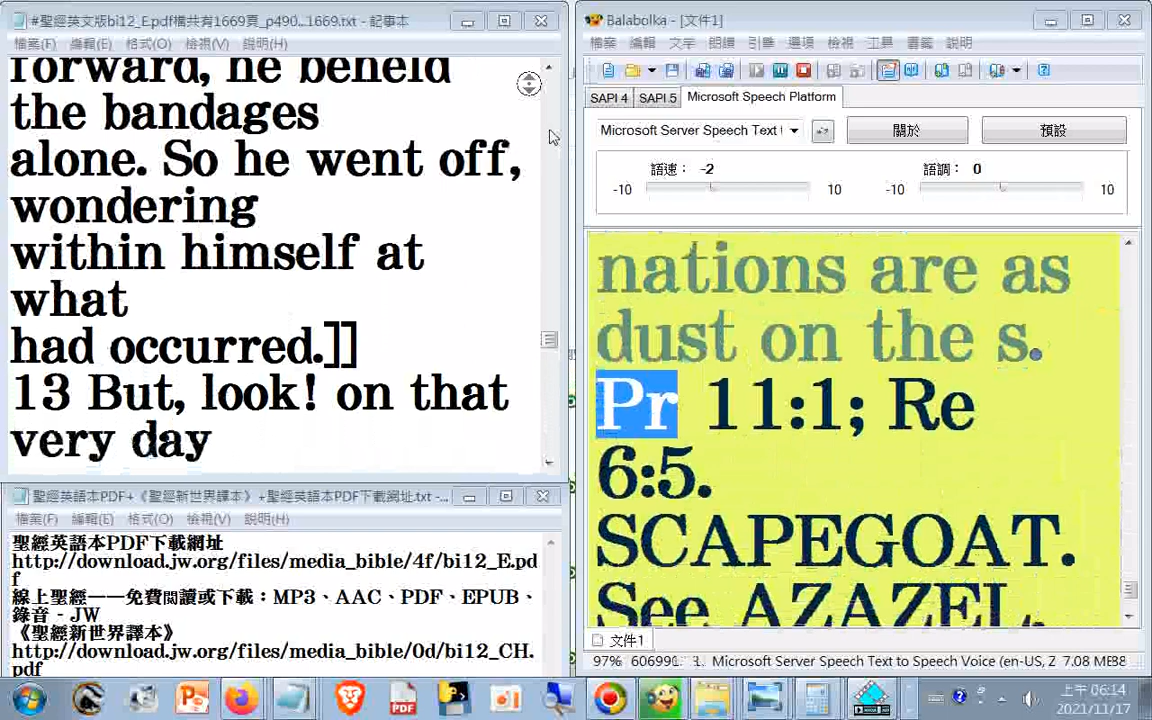 #聖經英文版bi12_E.pdf橫共有1669頁_p490...1669.txt - 記事本
檔案(F) 編輯(E) 格式(O) 檢視(V) 說明(H)
forward, he beheld
the bandages
alone. So he went off,
wondering
within himself at
what
had occurred.]]
13 But, look! on that
very day
聖經英語本PDF+《聖經新世界譯本》+聖經英語本PDF下載網址.txt -...
檔案(F) 編輯(E) 格式(O) 檢視(V) 說明(H)
聖經英語本PDF下載網址
http://download.jw.org/files/media_bible/4f/bi12_E.pd
f
線上聖經——免費閱讀或下載：MP3、AAC、PDF、EPUB、
錄音 - JW
《聖經新世界譯本》
http://download.jw.org/files/media_bible/0d/bi12_CH.
pdf
Balabolka - [文件1]
檔案 編輯 文字 朗讀 引擎 選項 檢視 工具 書籤 說明
SAPI 4 SAPI 5 Microsoft Speech Platform
Microsoft Server Speech Text 關於 預設
語速： -2 語調： 0
-10 10 -10 10
nations are as
dust on the s.
Pr 11:1; Re
6:5.
SCAPEGOAT.
See AZAZEL.
文件1
97% Microsoft Server Speech Text to Speech Voice (en-US, Z 7.08 MB
上午 06:14
2021/11/17